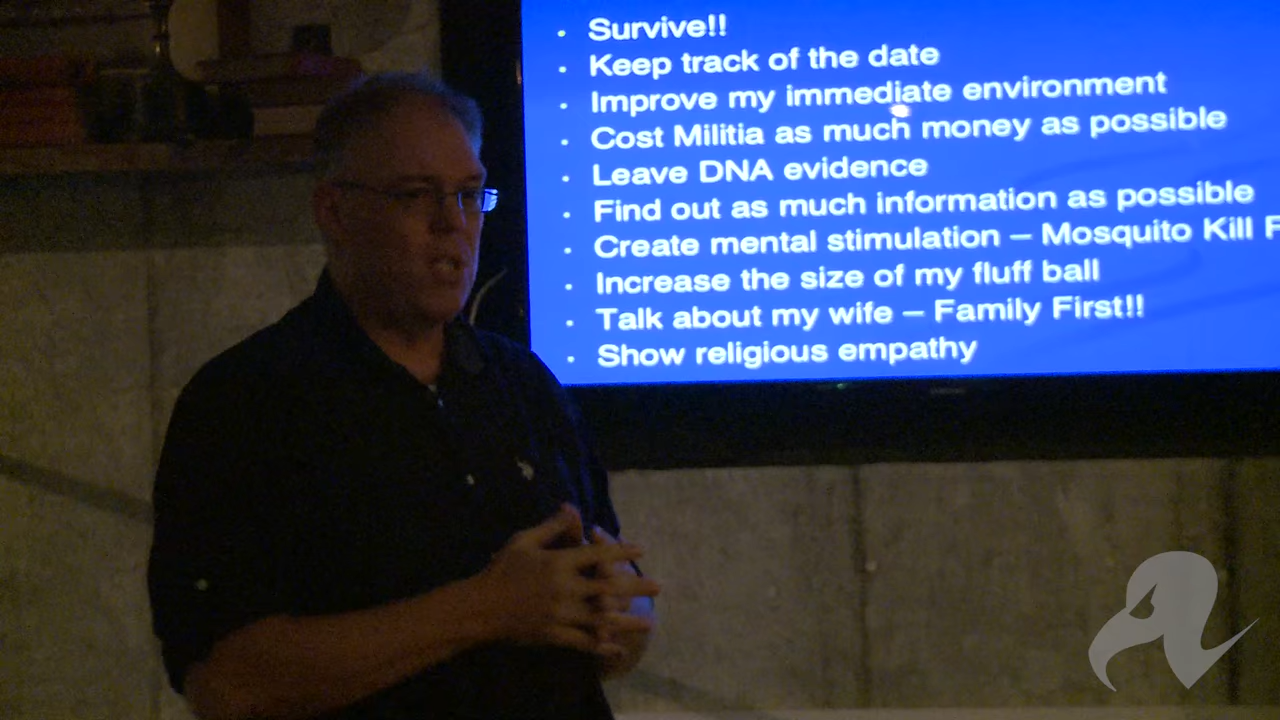 · Survive!!
· Keep track of the date
· Improve my immediate environment
· Cost Militia as much money as possible
· Leave DNA evidence
· Find out as much information as possible
· Create mental stimulation – Mosquito Kill F
· Increase the size of my fluff ball
· Talk about my wife – Family First!!
· Show religious empathy